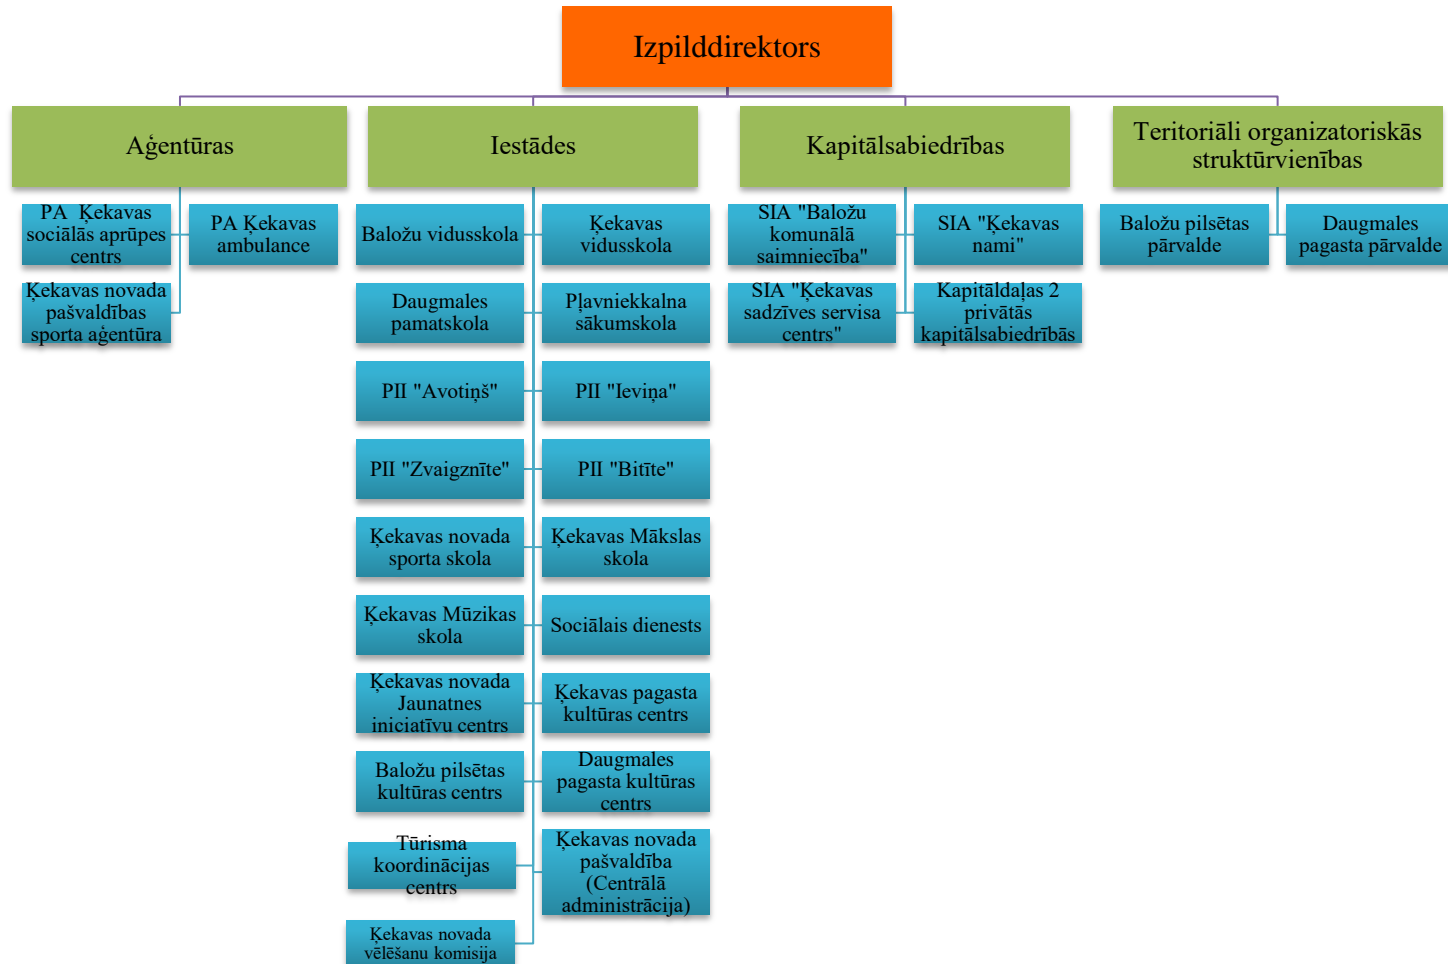 Izpilddirektors
Aģentūras
Iestādes
Kapitālsabiedrības
Teritoriāli organizatoriskās
struktūrvienības
PA  Ķekavas
sociālās aprūpes
centrs
PA Ķekavas
ambulance
Ķekavas novada
pašvaldības
sporta aģentūra
Baložu vidusskola
Ķekavas
vidusskola
Daugmales
pamatskola
Pļavniekkalna
sākumskola
PII "Avotiņš"
PII "Ieviņa"
PII "Zvaigznīte"
PII "Bitīte"
Ķekavas novada
sporta skola
Ķekavas Mākslas
skola
Ķekavas Mūzikas
skola
Sociālais dienests
Ķekavas novada
Jaunatnes
iniciatīvu centrs
Ķekavas pagasta
kultūras centrs
Baložu pilsētas
kultūras centrs
Daugmales
pagasta kultūras
centrs
Tūrisma
koordinācijas
centrs
Ķekavas novada
pašvaldība
(Centrālā
administrācija)
Ķekavas novada
vēlēšanu komisija
SIA "Baložu
komunālā
saimniecība"
SIA "Ķekavas
nami"
SIA "Ķekavas
sadzīves servisa
centrs"
Kapitāldaļas 2
privātās
kapitālsabiedrībās
Baložu pilsētas
pārvalde
Daugmales
pagasta pārvalde